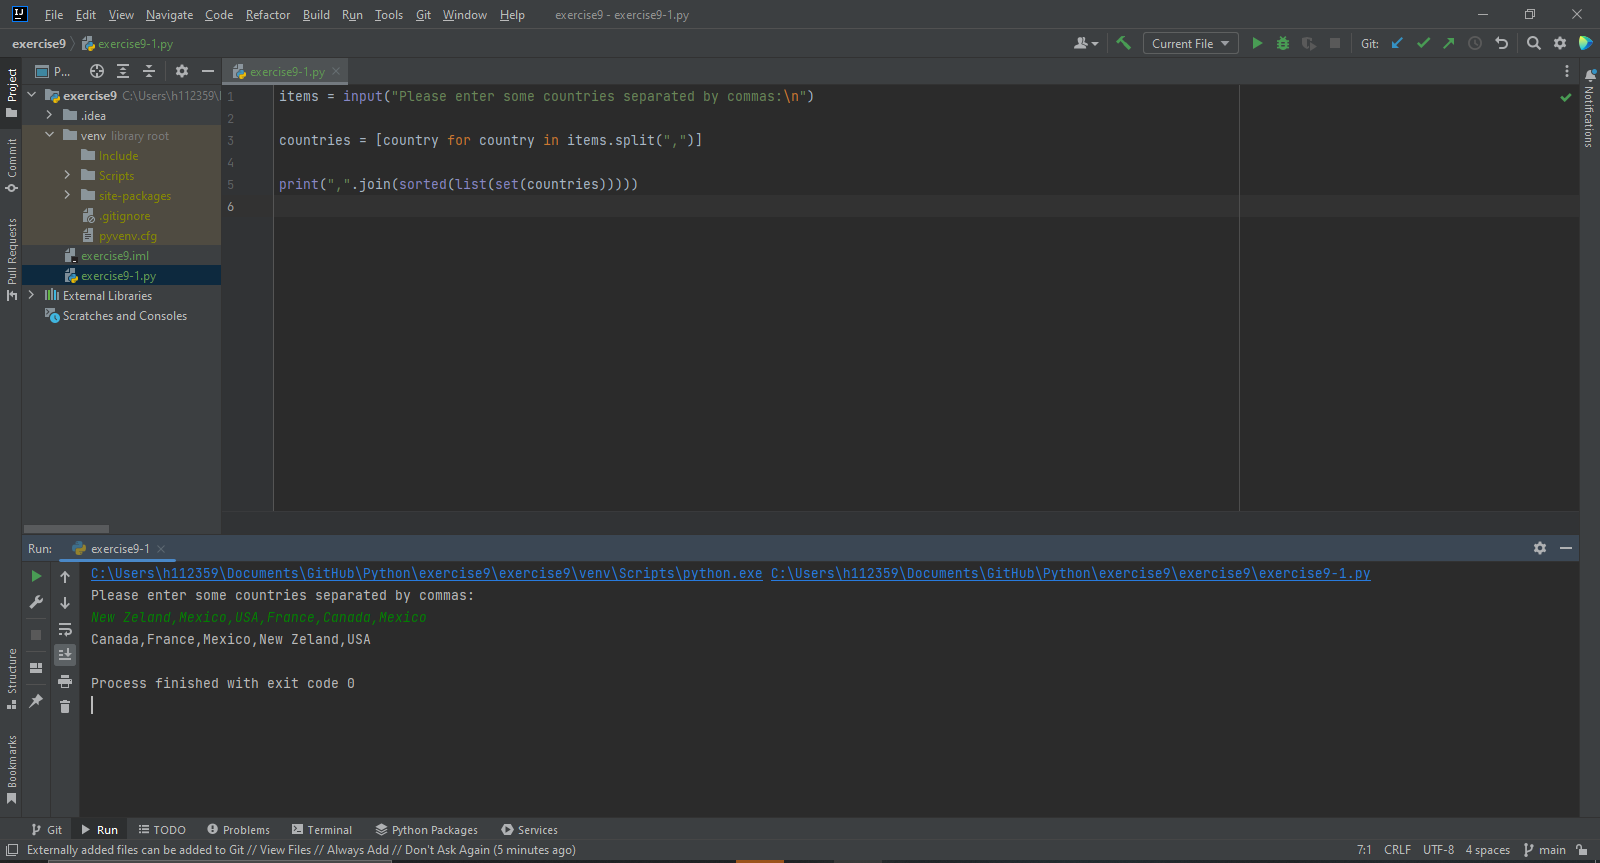 File Edit View Navigate Code Refactor Build Run Tools Git Window Help exercise9 - exercise9-1.py
exercise9 exercise9-1.py Current File Git:
P... exercise9-1.py
Project
Commit
Pull Requests
Structure
Bookmarks
Notifications
exercise9 C:\Users\h112359\
.idea
venv library root
Include
Scripts
site-packages
.gitignore
pyvenv.cfg
exercise9.iml
exercise9-1.py
External Libraries
Scratches and Consoles
1 items = input("Please enter some countries separated by commas:\n")
2
3 countries = [country for country in items.split(",")]
4
5 print(",".join(sorted(list(set(countries)))))
6
Run: exercise9-1
C:\Users\h112359\Documents\GitHub\Python\exercise9\exercise9\venv\Scripts\python.exe C:\Users\h112359\Documents\GitHub\Python\exercise9\exercise9\exercise9-1.py
Please enter some countries separated by commas:
New Zeland,Mexico,USA,France,Canada,Mexico
Canada,France,Mexico,New Zeland,USA
Process finished with exit code 0
Git Run TODO Problems Terminal Python Packages Services
Externally added files can be added to Git // View Files // Always Add // Don't Ask Again (5 minutes ago) 7:1 CRLF UTF-8 4 spaces main